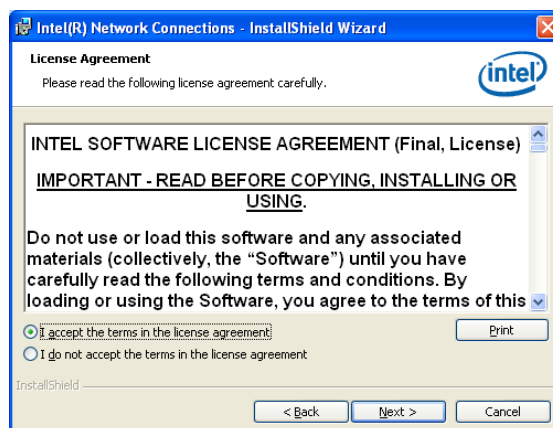 Intel(R) Network Connections - InstallShield Wizard
License Agreement
Please read the following license agreement carefully.
intel
INTEL SOFTWARE LICENSE AGREEMENT (Final, License)
IMPORTANT - READ BEFORE COPYING, INSTALLING OR
USING.
Do not use or load this software and any associated
materials (collectively, the “Software”) until you have
carefully read the following terms and conditions. By
loading or using the Software, you agree to the terms of this
I accept the terms in the license agreement
Print
I do not accept the terms in the license agreement
InstallShield
< Back
Next >
Cancel